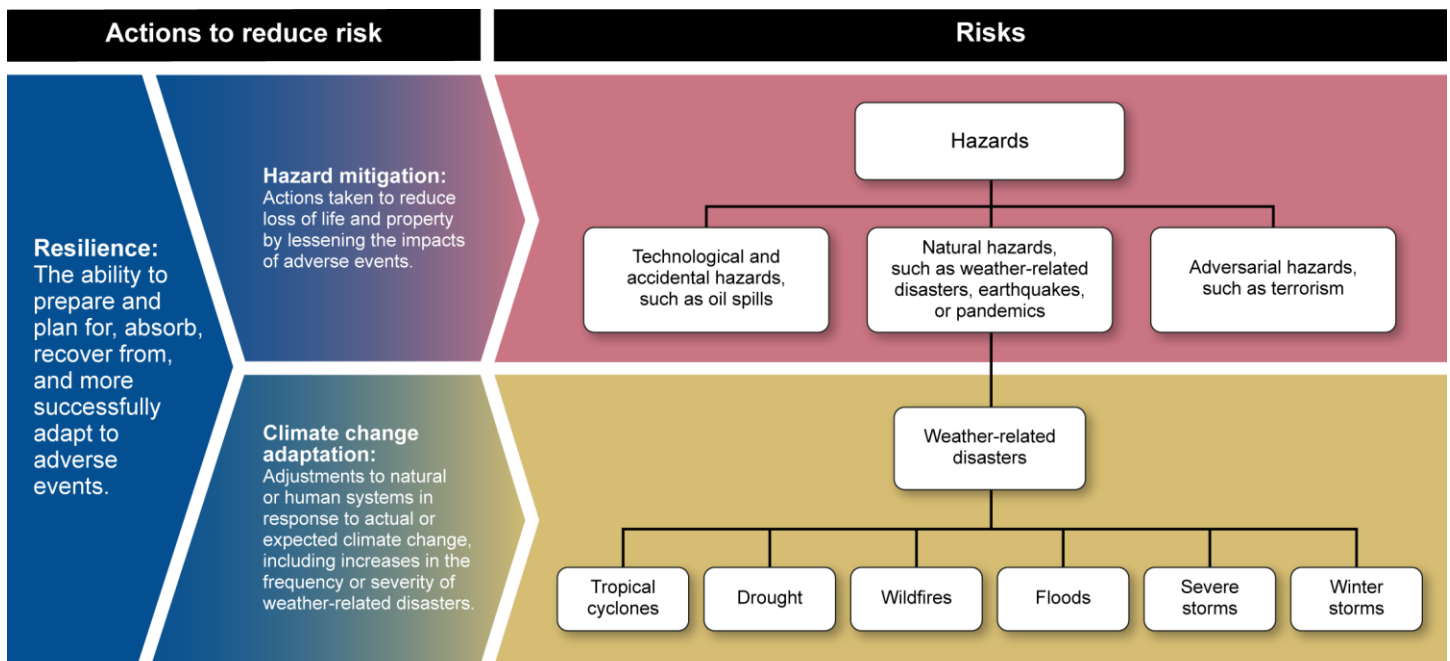 Actions to reduce risk
Risks
Resilience:
The ability to
prepare and
plan for, absorb,
recover from,
and more
successfully
adapt to
adverse
events.
Hazard mitigation:
Actions taken to reduce
loss of life and property
by lessening the impacts
of adverse events.
Climate change
adaptation:
Adjustments to natural
or human systems in
response to actual or
expected climate change,
including increases in the
frequency or severity of
weather-related disasters.
Hazards
Technological and
accidental hazards,
such as oil spills
Natural hazards,
such as weather-related
disasters, earthquakes,
or pandemics
Adversarial hazards,
such as terrorism
Weather-related
disasters
Tropical
cyclones
Drought
Wildfires
Floods
Severe
storms
Winter
storms